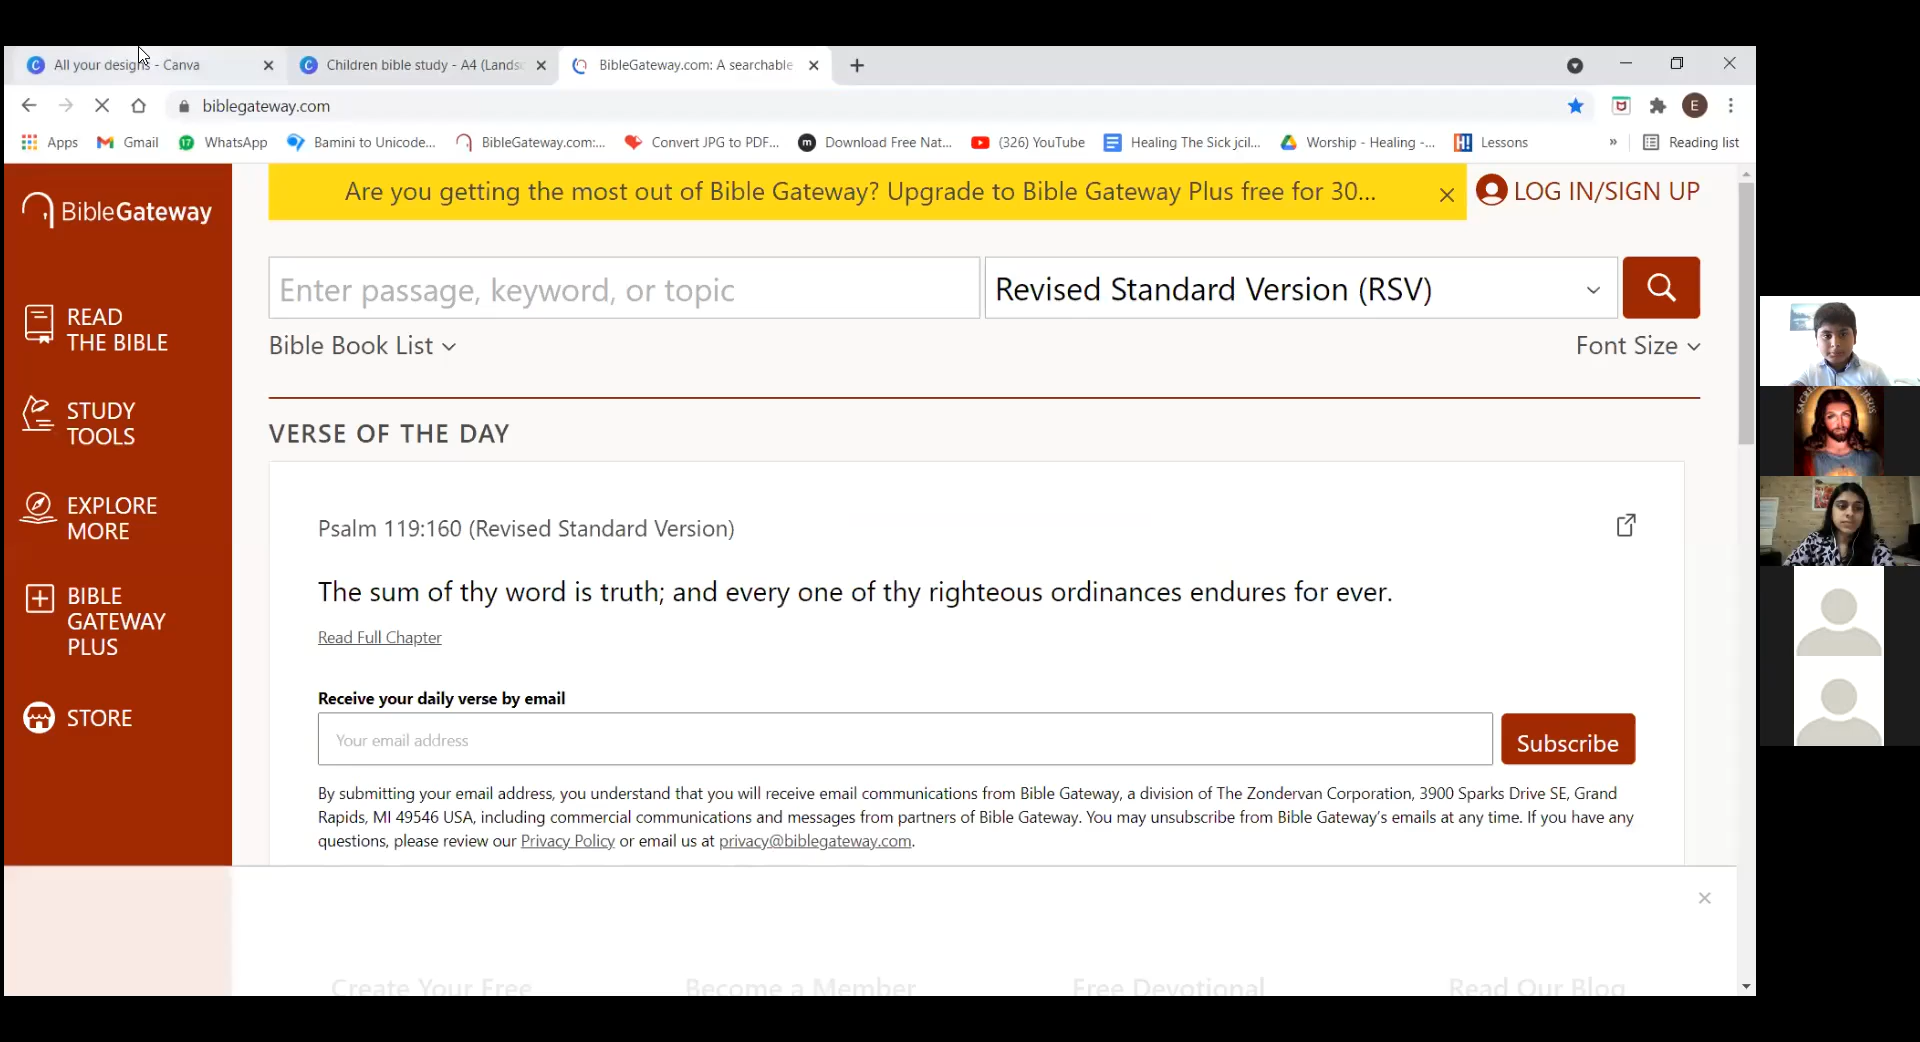 All your designs - Canva
Children bible study - A4 (Landsc
BibleGateway.com: A searchable
biblegateway.com
E
Apps
Gmail
17
WhatsApp
Bamini to Unicode...
BibleGateway.com:...
Convert JPG to PDF...
m
Download Free Nat...
(326) YouTube
Healing The Sick jcil...
Worship - Healing -...
H!
Lessons
»
Reading list
BibleGateway
Are you getting the most out of Bible Gateway? Upgrade to Bible Gateway Plus free for 30...
LOG IN/SIGN UP
Enter passage, keyword, or topic
Revised Standard Version (RSV)
Bible Book List
Font Size
READ
THE BIBLE
STUDY
TOOLS
EXPLORE
MORE
BIBLE
GATEWAY
PLUS
STORE
VERSE OF THE DAY
Psalm 119:160 (Revised Standard Version)
The sum of thy word is truth; and every one of thy righteous ordinances endures for ever.
Read Full Chapter
Receive your daily verse by email
Your email address
Subscribe
By submitting your email address, you understand that you will receive email communications from Bible Gateway, a division of The Zondervan Corporation, 3900 Sparks Drive SE, Grand
Rapids, MI 49546 USA, including commercial communications and messages from partners of Bible Gateway. You may unsubscribe from Bible Gateway's emails at any time. If you have any
questions, please review our Privacy Policy or email us at privacy@biblegateway.com.
Create Your Free
Become a Member
Free Devotional
Read Our Blog